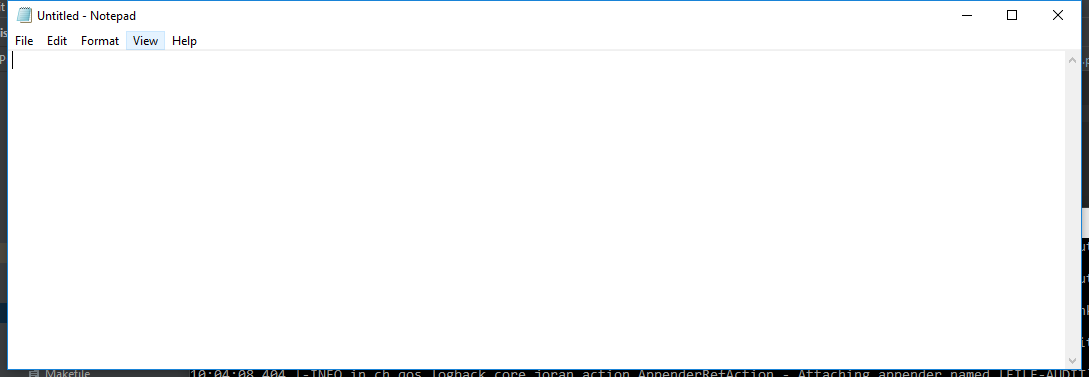 Untitled - Notepad
File Edit Format View Help
Makefile
10:04:08,404 |-INFO in ch.qos.logback.core.joran.action.AppenderRefAction - Attaching appender named [FILE-AUDIT